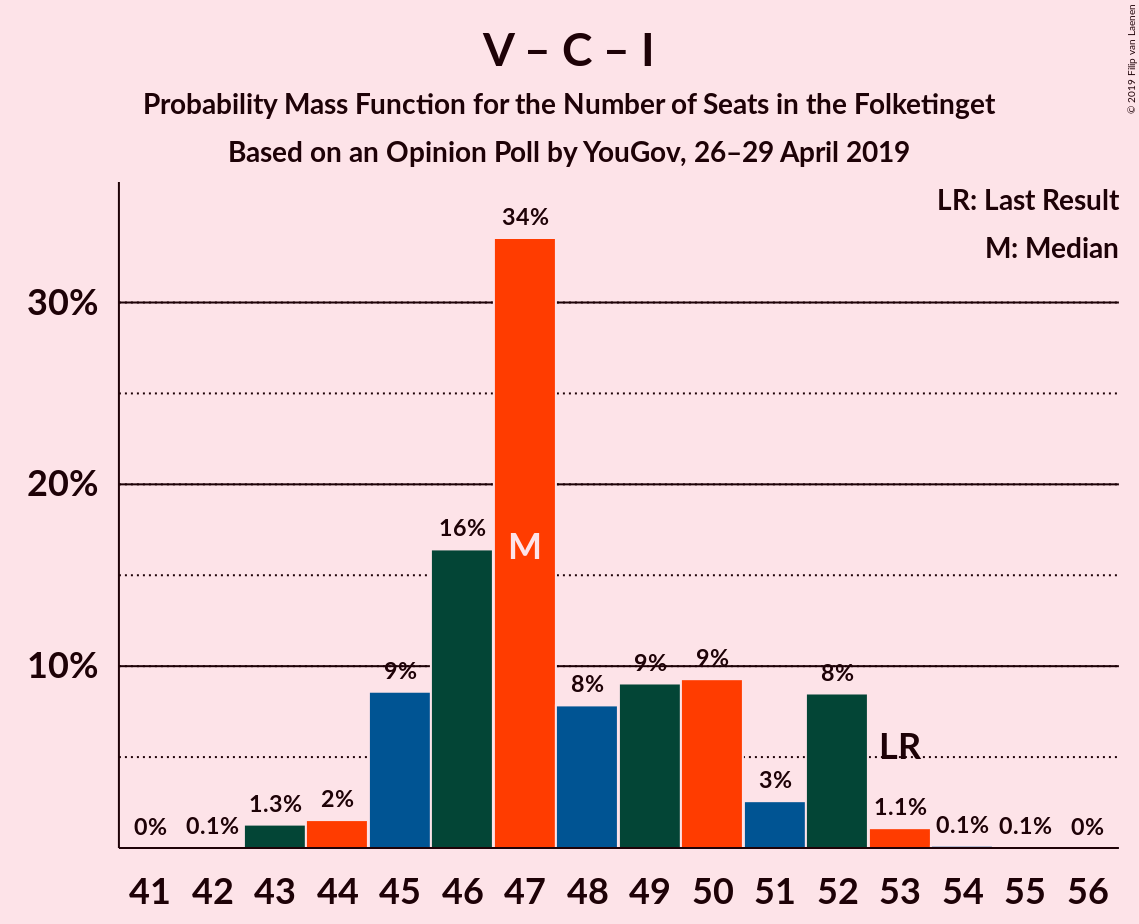 V – C – I
Probability Mass Function for the Number of Seats in the Folketinget
Based on an Opinion Poll by YouGov, 26–29 April 2019
© 2019 Filip van Laenen
LR: Last Result
M: Median
30%
20%
10%
0%
0.1%
1.3%
2%
9%
16%
34%
M
8%
9%
9%
3%
8%
LR
1.1%
0.1%
0.1%
0%
41 42 43 44 45 46 47 48 49 50 51 52 53 54 55 56